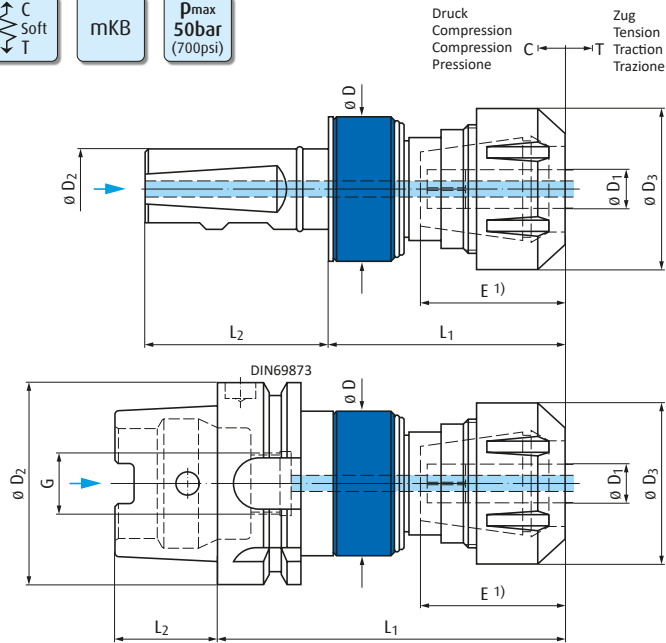 C
Soft
T
mKB
pmax
50bar
(700psi)
Druck
Compression
Compression
Pressione
C
T
Zug
Tension
Traction
Trazione
ø D
ø D2
ø D1
ø D3
E 1)
L2
L1
DIN69873
ø D
ø D2
G
ø D1
ø D3
E 1)
L2
L1